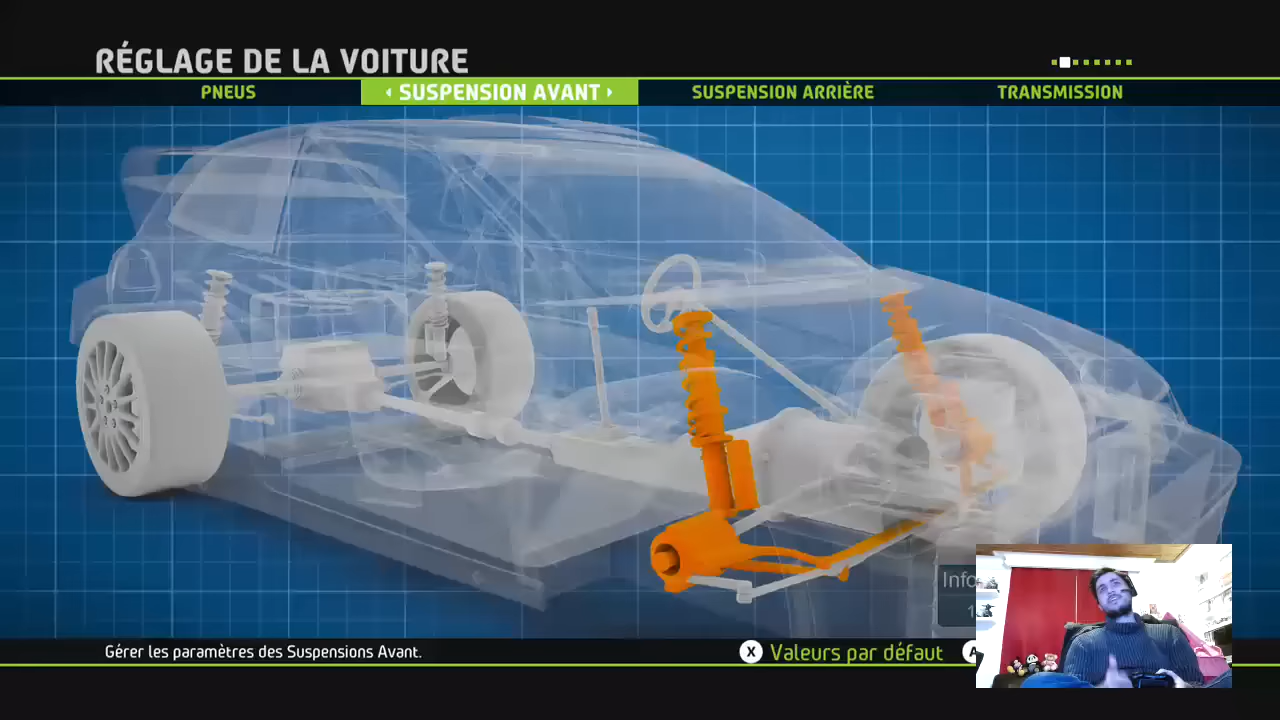 RÉGLAGE DE LA VOITURE
PNEUS
SUSPENSION AVANT
SUSPENSION ARRIÈRE
TRANSMISSION
Gérer les paramètres des Suspensions Avant.
X Valeurs par défaut
A